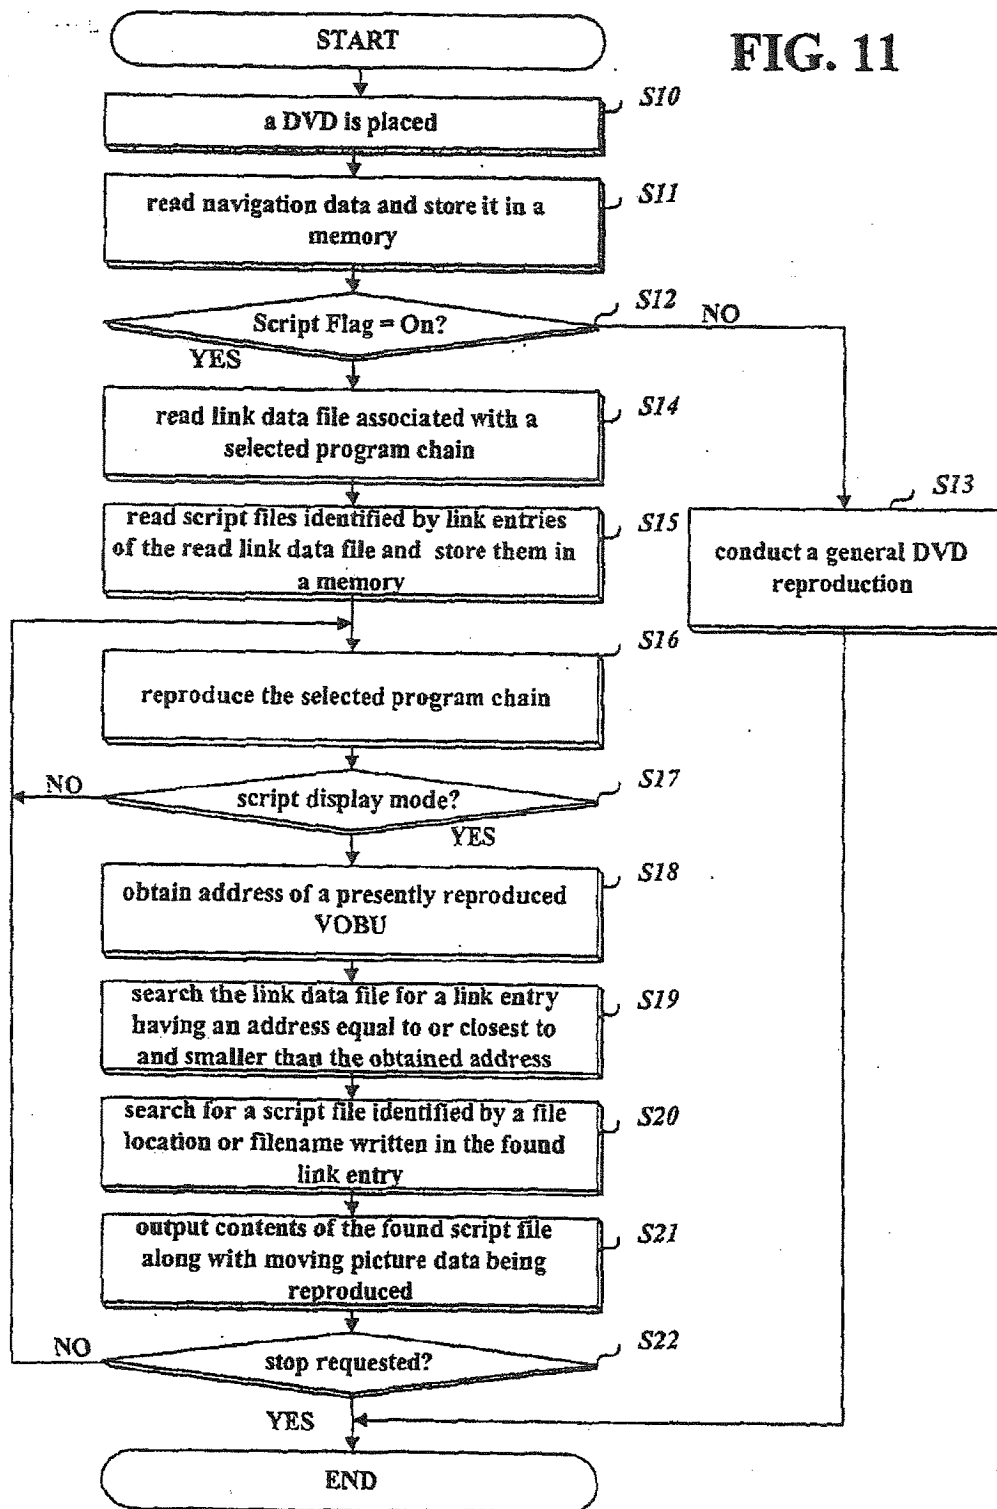 START
FIG. 11
S10
a DVD is placed
S11
read navigation data and store it in a
memory
S12
Script Flag = On?
NO
YES
S14
read link data file associated with a
selected program chain
S13
conduct a general DVD
reproduction
S15
read script files identified by link entries
of the read link data file and store them in
a memory
S16
reproduce the selected program chain
S17
NO
script display mode?
YES
S18
obtain address of a presently reproduced
VOBU
S19
search the link data file for a link entry
having an address equal to or closest to
and smaller than the obtained address
S20
search for a script file identified by a file
location or filename written in the found
link entry
S21
output contents of the found script file
along with moving picture data being
reproduced
S22
NO
stop requested?
YES
END